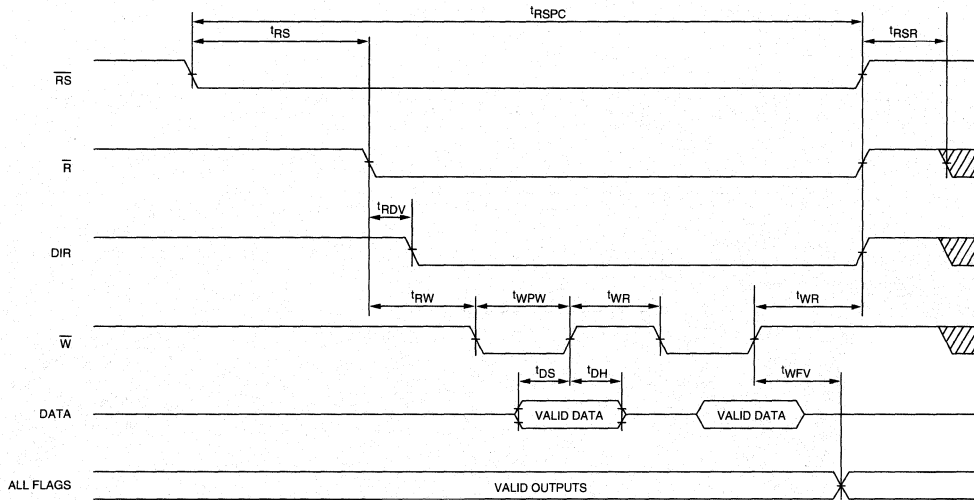 tRSPC
tRS
tRSR
RS
R
tRDV
DIR
tRW
tWPW
tWR
tWR
W
tDS
tDH
tWFV
DATA
VALID DATA
VALID DATA
ALL FLAGS
VALID OUTPUTS